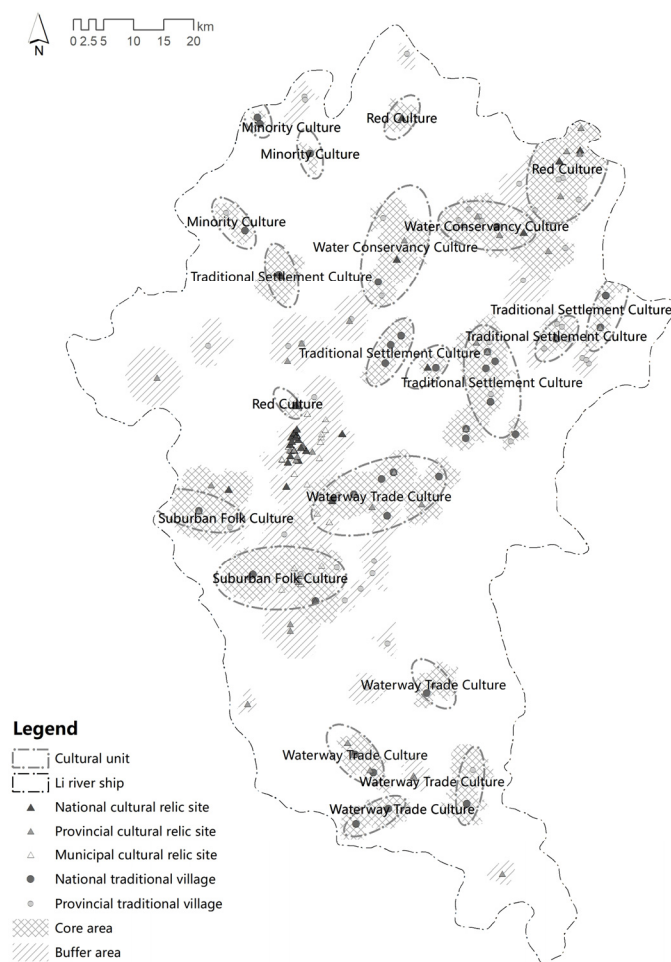 N
0 2.5 5 10 15 20
km
Minority Culture
Red Culture
Minority Culture
Red Culture
Minority Culture
Water Conservancy Culture
Water Conservancy Culture
Traditional Settlement Culture
Traditional Settlement Culture
Traditional Settlement Culture
Traditional Settlement Culture
Traditional Settlement Culture
Red Culture
Waterway Trade Culture
Suburban Folk Culture
Suburban Folk Culture
Waterway Trade Culture
Waterway Trade Culture
Waterway Trade Culture
Waterway Trade Culture
Legend
Cultural unit
Li river ship
National cultural relic site
Provincial cultural relic site
Municipal cultural relic site
National traditional village
Provincial traditional village
Core area
Buffer area